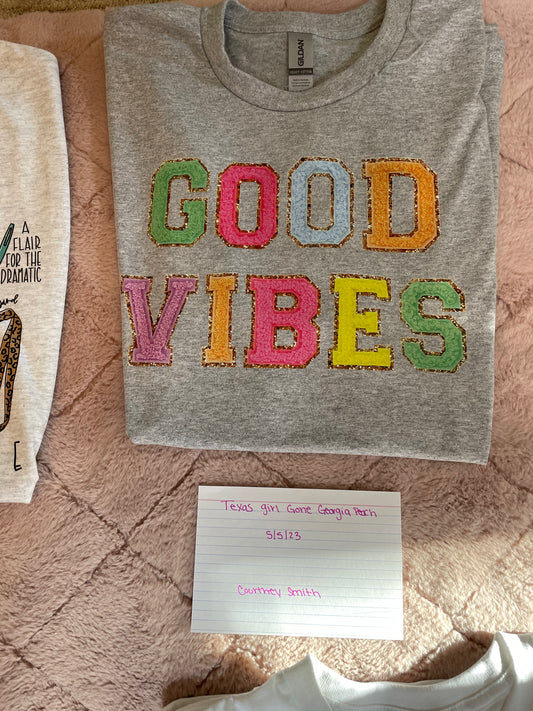 GILDAN
GOOD
VIBES
A
FLAIR
FOR THE
DRAMATIC
E
Texas girl Gone Georgia Peach
5/5/23
Courtney Smith